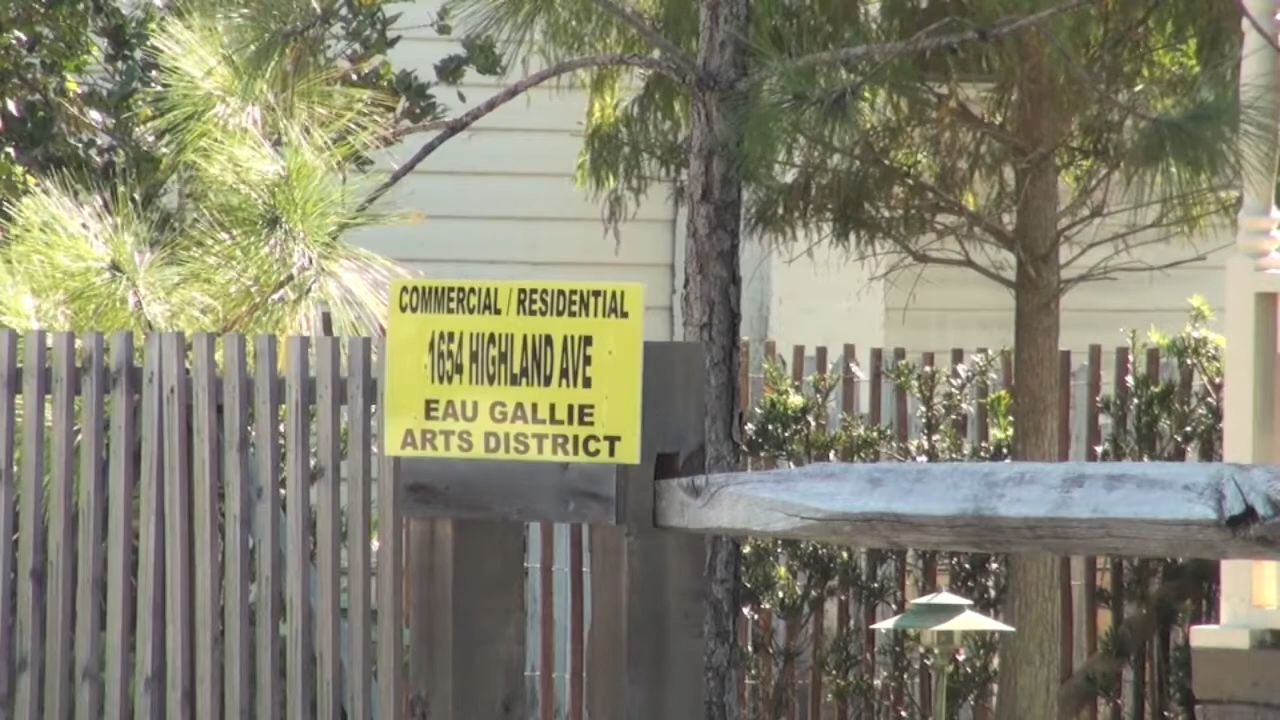 COMMERCIAL / RESIDENTIAL
1654 HIGHLAND AVE
EAU GALLIE
ARTS DISTRICT